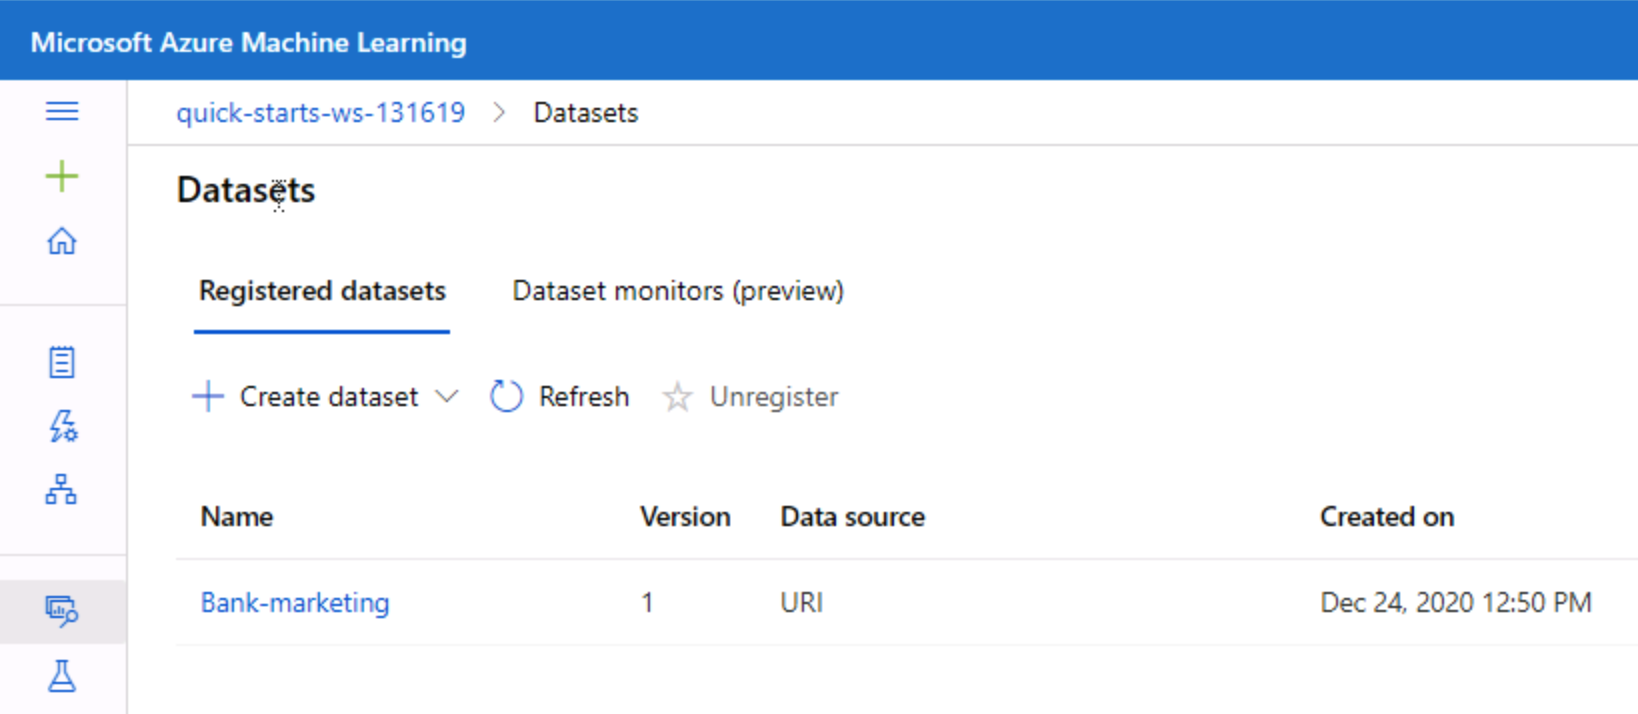 Microsoft Azure Machine Learning
quick-starts-ws-131619 > Datasets
Datasets
Registered datasets Dataset monitors (preview)
Create dataset Refresh Unregister
Name Version Data source Created on
Bank-marketing 1 URI Dec 24, 2020 12:50 PM